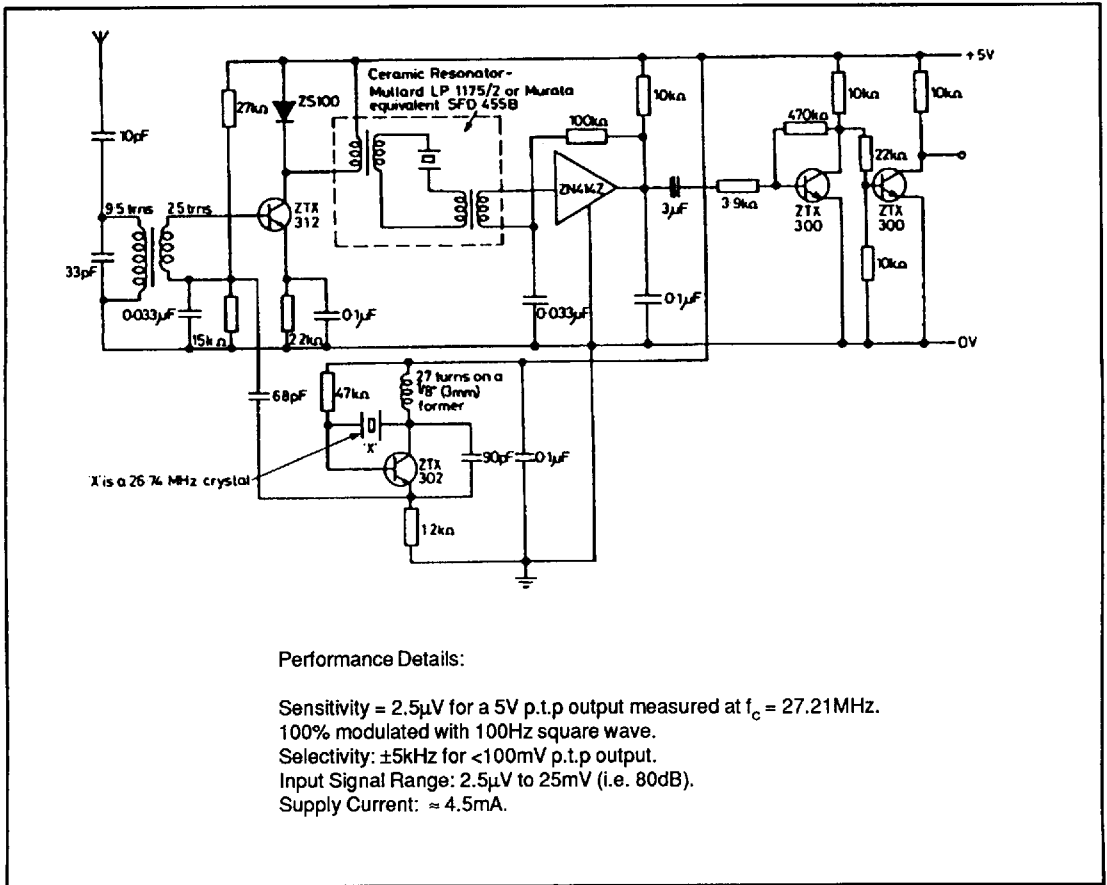 +5V
Ceramic Resonator-
Mullard LP 1175/2 or Murata
equivalent SFD 455B
27kΩ
ZS100
10kΩ
10kΩ
10kΩ
100kΩ
470kΩ
10pF
22kΩ
ZN414Z
9·5 trns
25 trns
ZTX
312
3µF
3·9kΩ
ZTX
300
ZTX
300
33pF
10kΩ
0·033µF
0·1µF
0·033µF
0·1µF
15kΩ
2·2kΩ
0V
27 turns on a
⅛" (3mm)
former
68pF
47kΩ
'X'
90pF
0·1µF
ZTX
302
'X' is a 26·74 MHz crystal
1·2kΩ
Performance Details:
Sensitivity = 2.5µV for a 5V p.t.p output measured at fc = 27.21MHz.
100% modulated with 100Hz square wave.
Selectivity: ±5kHz for <100mV p.t.p output.
Input Signal Range: 2.5µV to 25mV (i.e. 80dB).
Supply Current: ≈ 4.5mA.